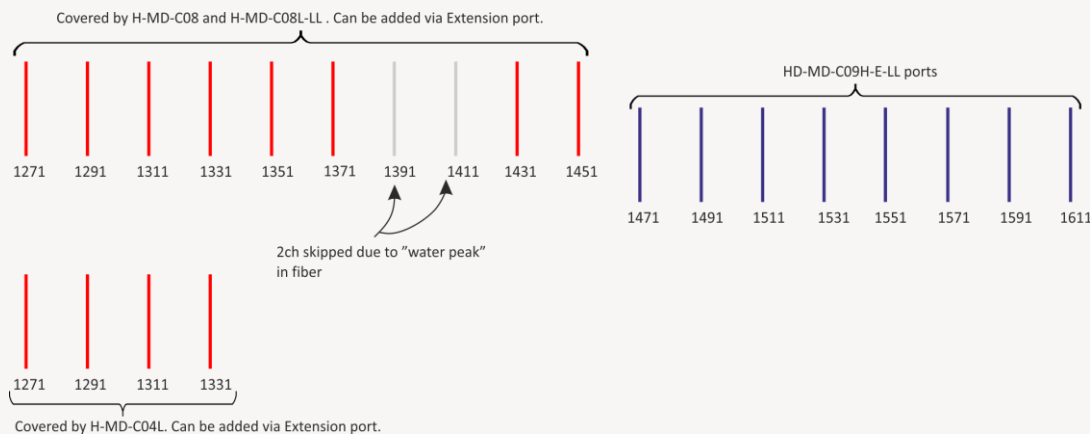 Covered by H-MD-C08 and H-MD-C08L-LL . Can be added via Extension port.
HD-MD-C09H-E-LL ports
1271 1291 1311 1331 1351 1371 1391 1411 1431 1451
1471 1491 1511 1531 1551 1571 1591 1611
2ch skipped due to ”water peak”
in fiber
1271 1291 1311 1331
Covered by H-MD-C04L. Can be added via Extension port.